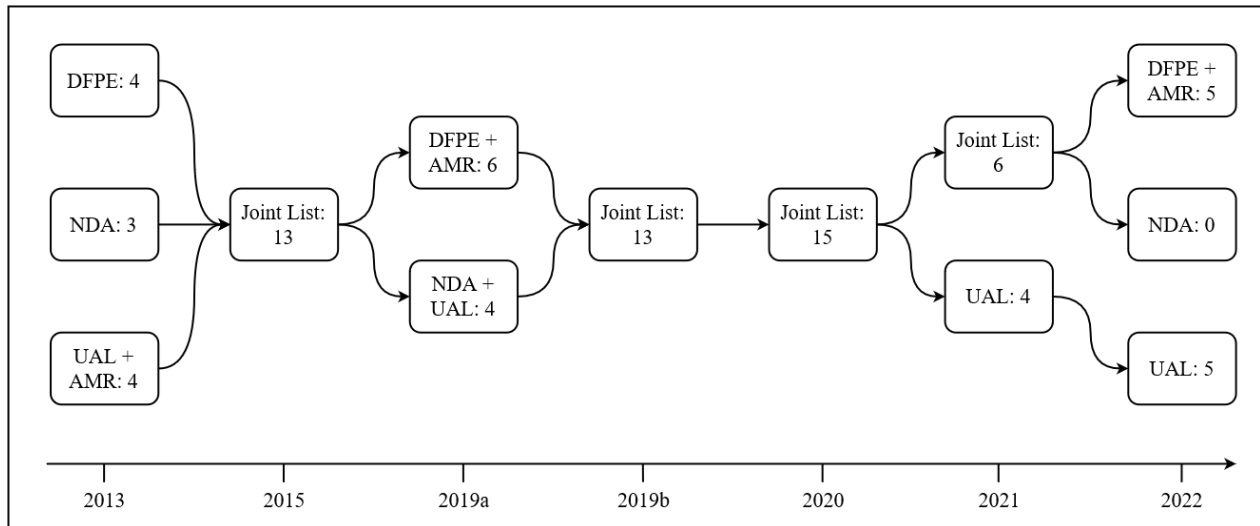 DFPE: 4
NDA: 3
UAL +
AMR: 4
Joint List:
13
DFPE +
AMR: 6
NDA +
UAL: 4
Joint List:
13
Joint List:
15
Joint List:
6
UAL: 4
DFPE +
AMR: 5
NDA: 0
UAL: 5
2013
2015
2019a
2019b
2020
2021
2022